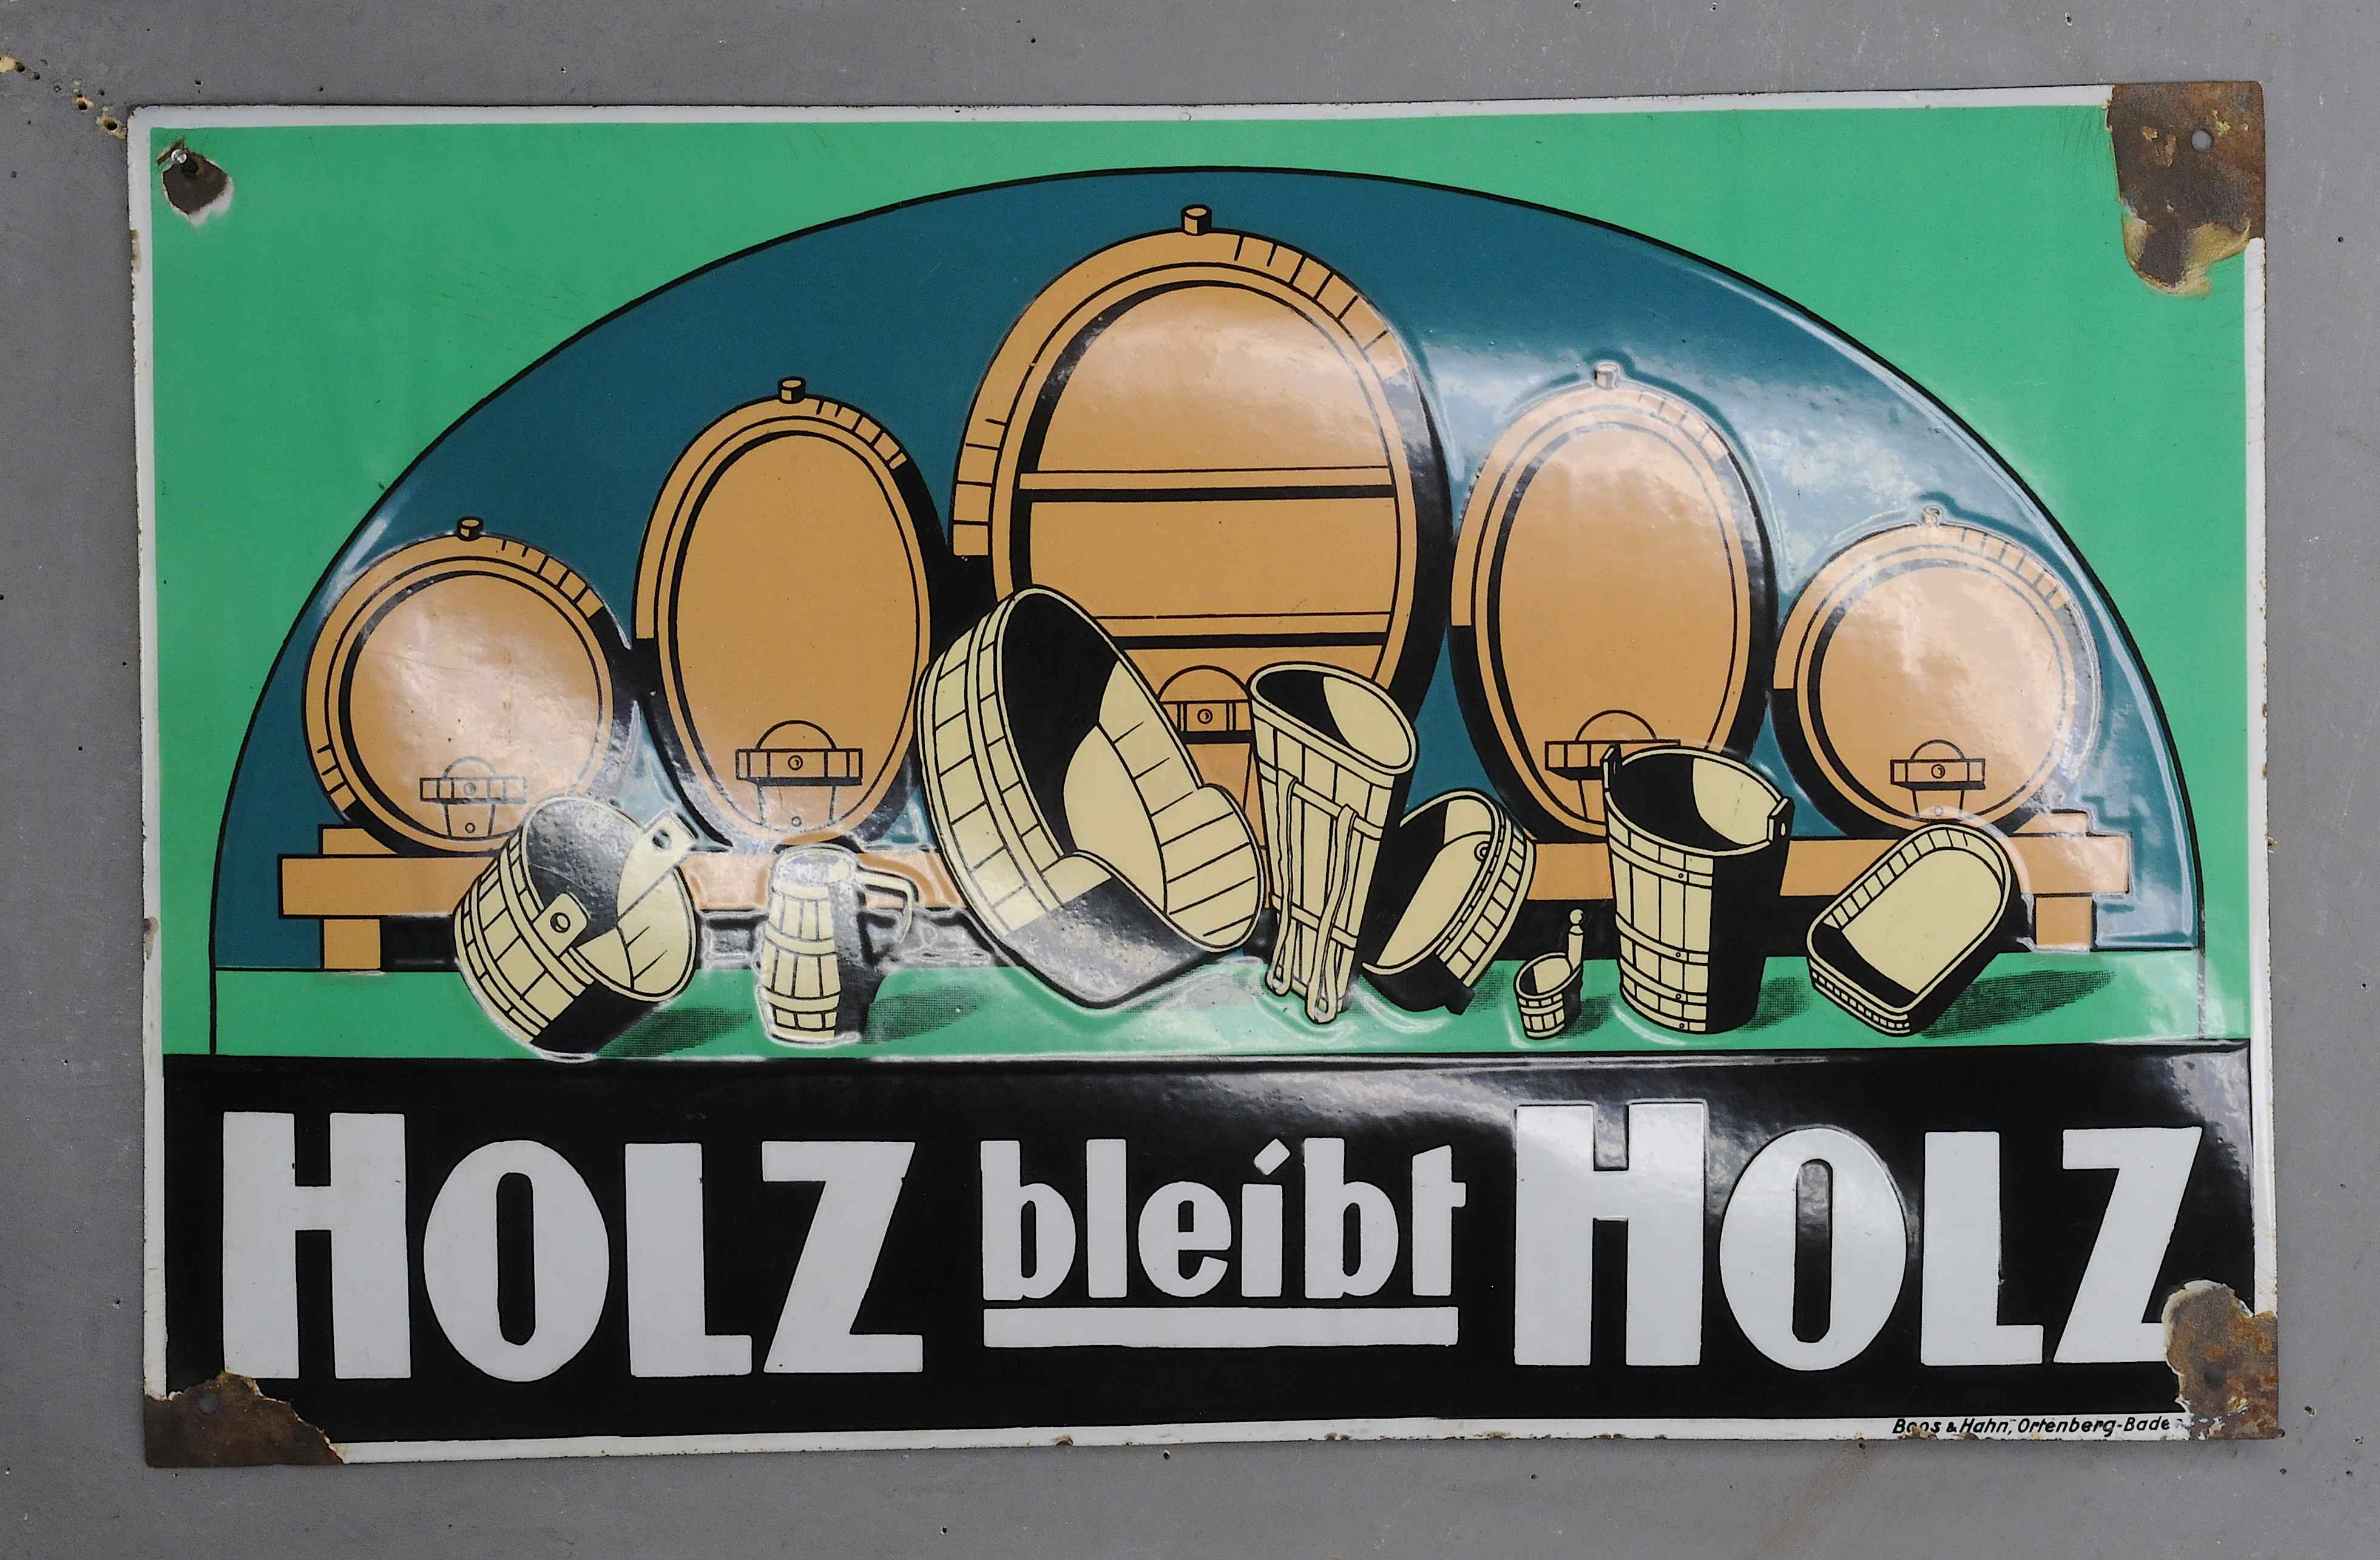 HOLZ bleibt HOLZ
Boos & Hahn, Ortenberg-Bade